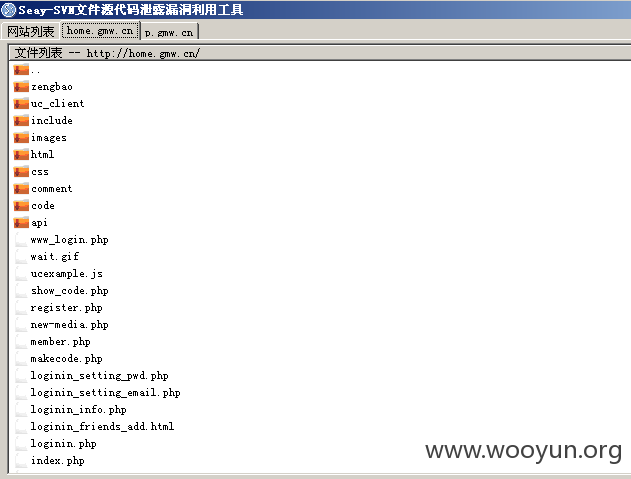 Seay-SVN文件源代码泄露漏洞利用工具
网站列表 home.gmw.cn p.gmw.cn
文件列表 -- http://home.gmw.cn/
..
zengbao
uc_client
include
images
html
css
comment
code
api
www_login.php
wait.gif
ucexample.js
show_code.php
register.php
new-media.php
member.php
makecode.php
loginin_setting_pwd.php
loginin_setting_email.php
loginin_info.php
loginin_friends_add.html
loginin.php
index.php
www.wooyun.org